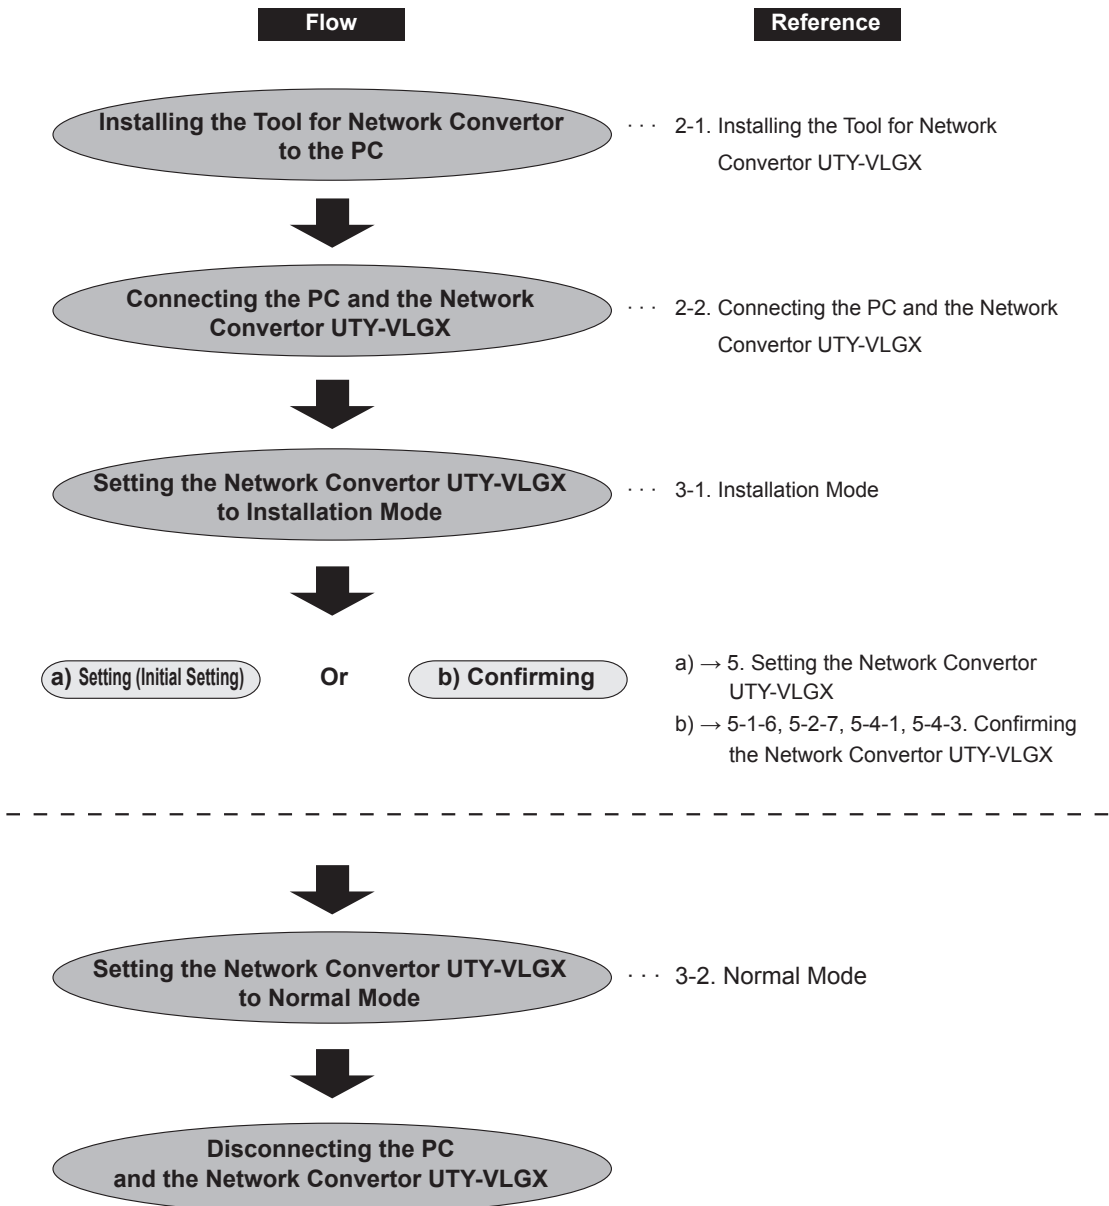 Flow
Reference
Installing the Tool for Network Convertor
to the PC
· · · 2-1. Installing the Tool for Network
Convertor UTY-VLGX
Connecting the PC and the Network
Convertor UTY-VLGX
· · · 2-2. Connecting the PC and the Network
Convertor UTY-VLGX
Setting the Network Convertor UTY-VLGX
to Installation Mode
· · · 3-1. Installation Mode
a) Setting (Initial Setting)
Or
b) Confirming
a) → 5. Setting the Network Convertor
UTY-VLGX
b) → 5-1-6, 5-2-7, 5-4-1, 5-4-3. Confirming
the Network Convertor UTY-VLGX
Setting the Network Convertor UTY-VLGX
to Normal Mode
· · · 3-2. Normal Mode
Disconnecting the PC
and the Network Convertor UTY-VLGX